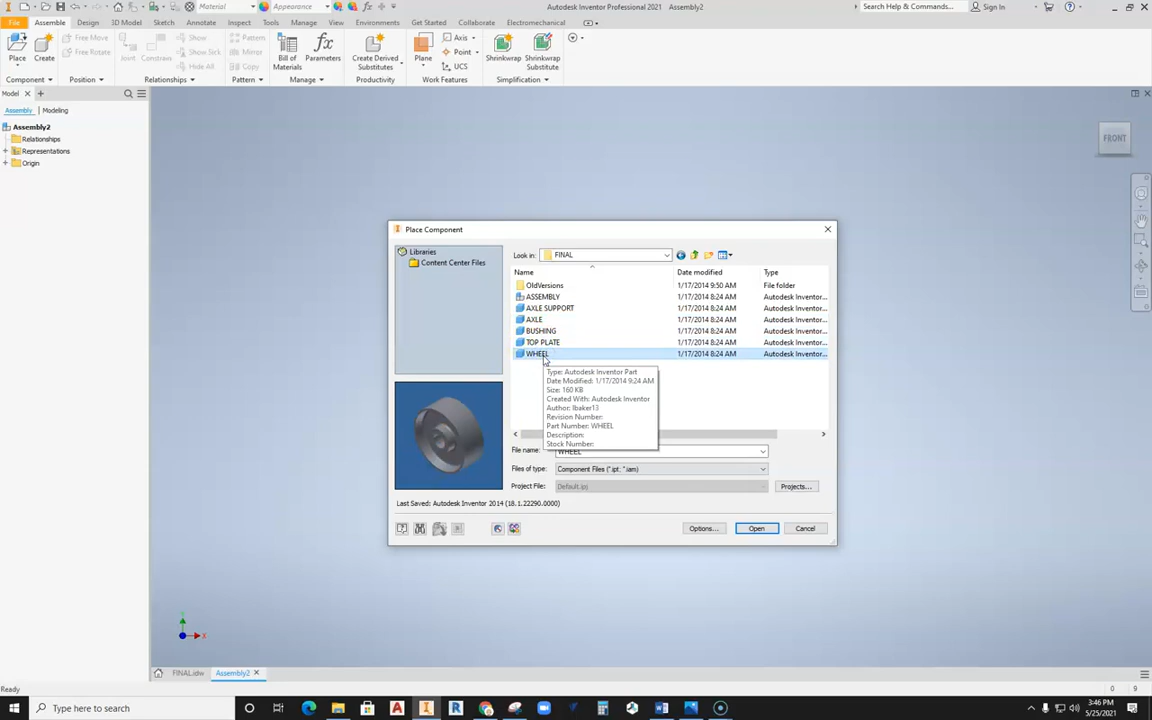 Material
Appearance
Autodesk Inventor Professional 2021 Assembly2
Search Help & Commands...
Sign In
File Assemble Design 3D Model Sketch Annotate Inspect Tools Manage View Environments Get Started Collaborate Electromechanical
Place
Create
Free Move
Free Rotate
Joint
Constrain
Show
Show Sick
Hide All
Pattern
Mirror
Copy
Bill of Materials
Parameters
Create Derived Substitutes
Plane
Axis
Point
UCS
Shrinkwrap
Shrinkwrap Substitute
Component Position Relationships Pattern Manage Productivity Work Features Simplification
Model
Assembly Modeling
Assembly2
Relationships
Representations
Origin
FRONT
Place Component
Libraries
Content Center Files
Look in: FINAL
Name Date modified Type
OldVersions 1/17/2014 9:50 AM File folder
ASSEMBLY 1/17/2014 8:24 AM Autodesk Inventor...
AXLE SUPPORT 1/17/2014 8:24 AM Autodesk Inventor...
AXLE 1/17/2014 8:24 AM Autodesk Inventor...
BUSHING 1/17/2014 8:24 AM Autodesk Inventor...
TOP PLATE 1/17/2014 8:24 AM Autodesk Inventor...
WHEEL 1/17/2014 8:24 AM Autodesk Inventor...
Type: Autodesk Inventor Part
Date Modified: 1/17/2014 9:24 AM
Size: 160 KB
Created With: Autodesk Inventor
Author: lbaker13
Revision Number:
Part Number: WHEEL
Description:
Stock Number:
File name: WHEEL
Files of type: Component Files (*.ipt; *.iam)
Project File: Default.ipj
Projects...
Last Saved: Autodesk Inventor 2014 (18.1.22290.0000)
Options... Open Cancel
Y
X
FINAL.idw Assembly2
Ready
0 9
Type here to search
3:46 PM
5/25/2021